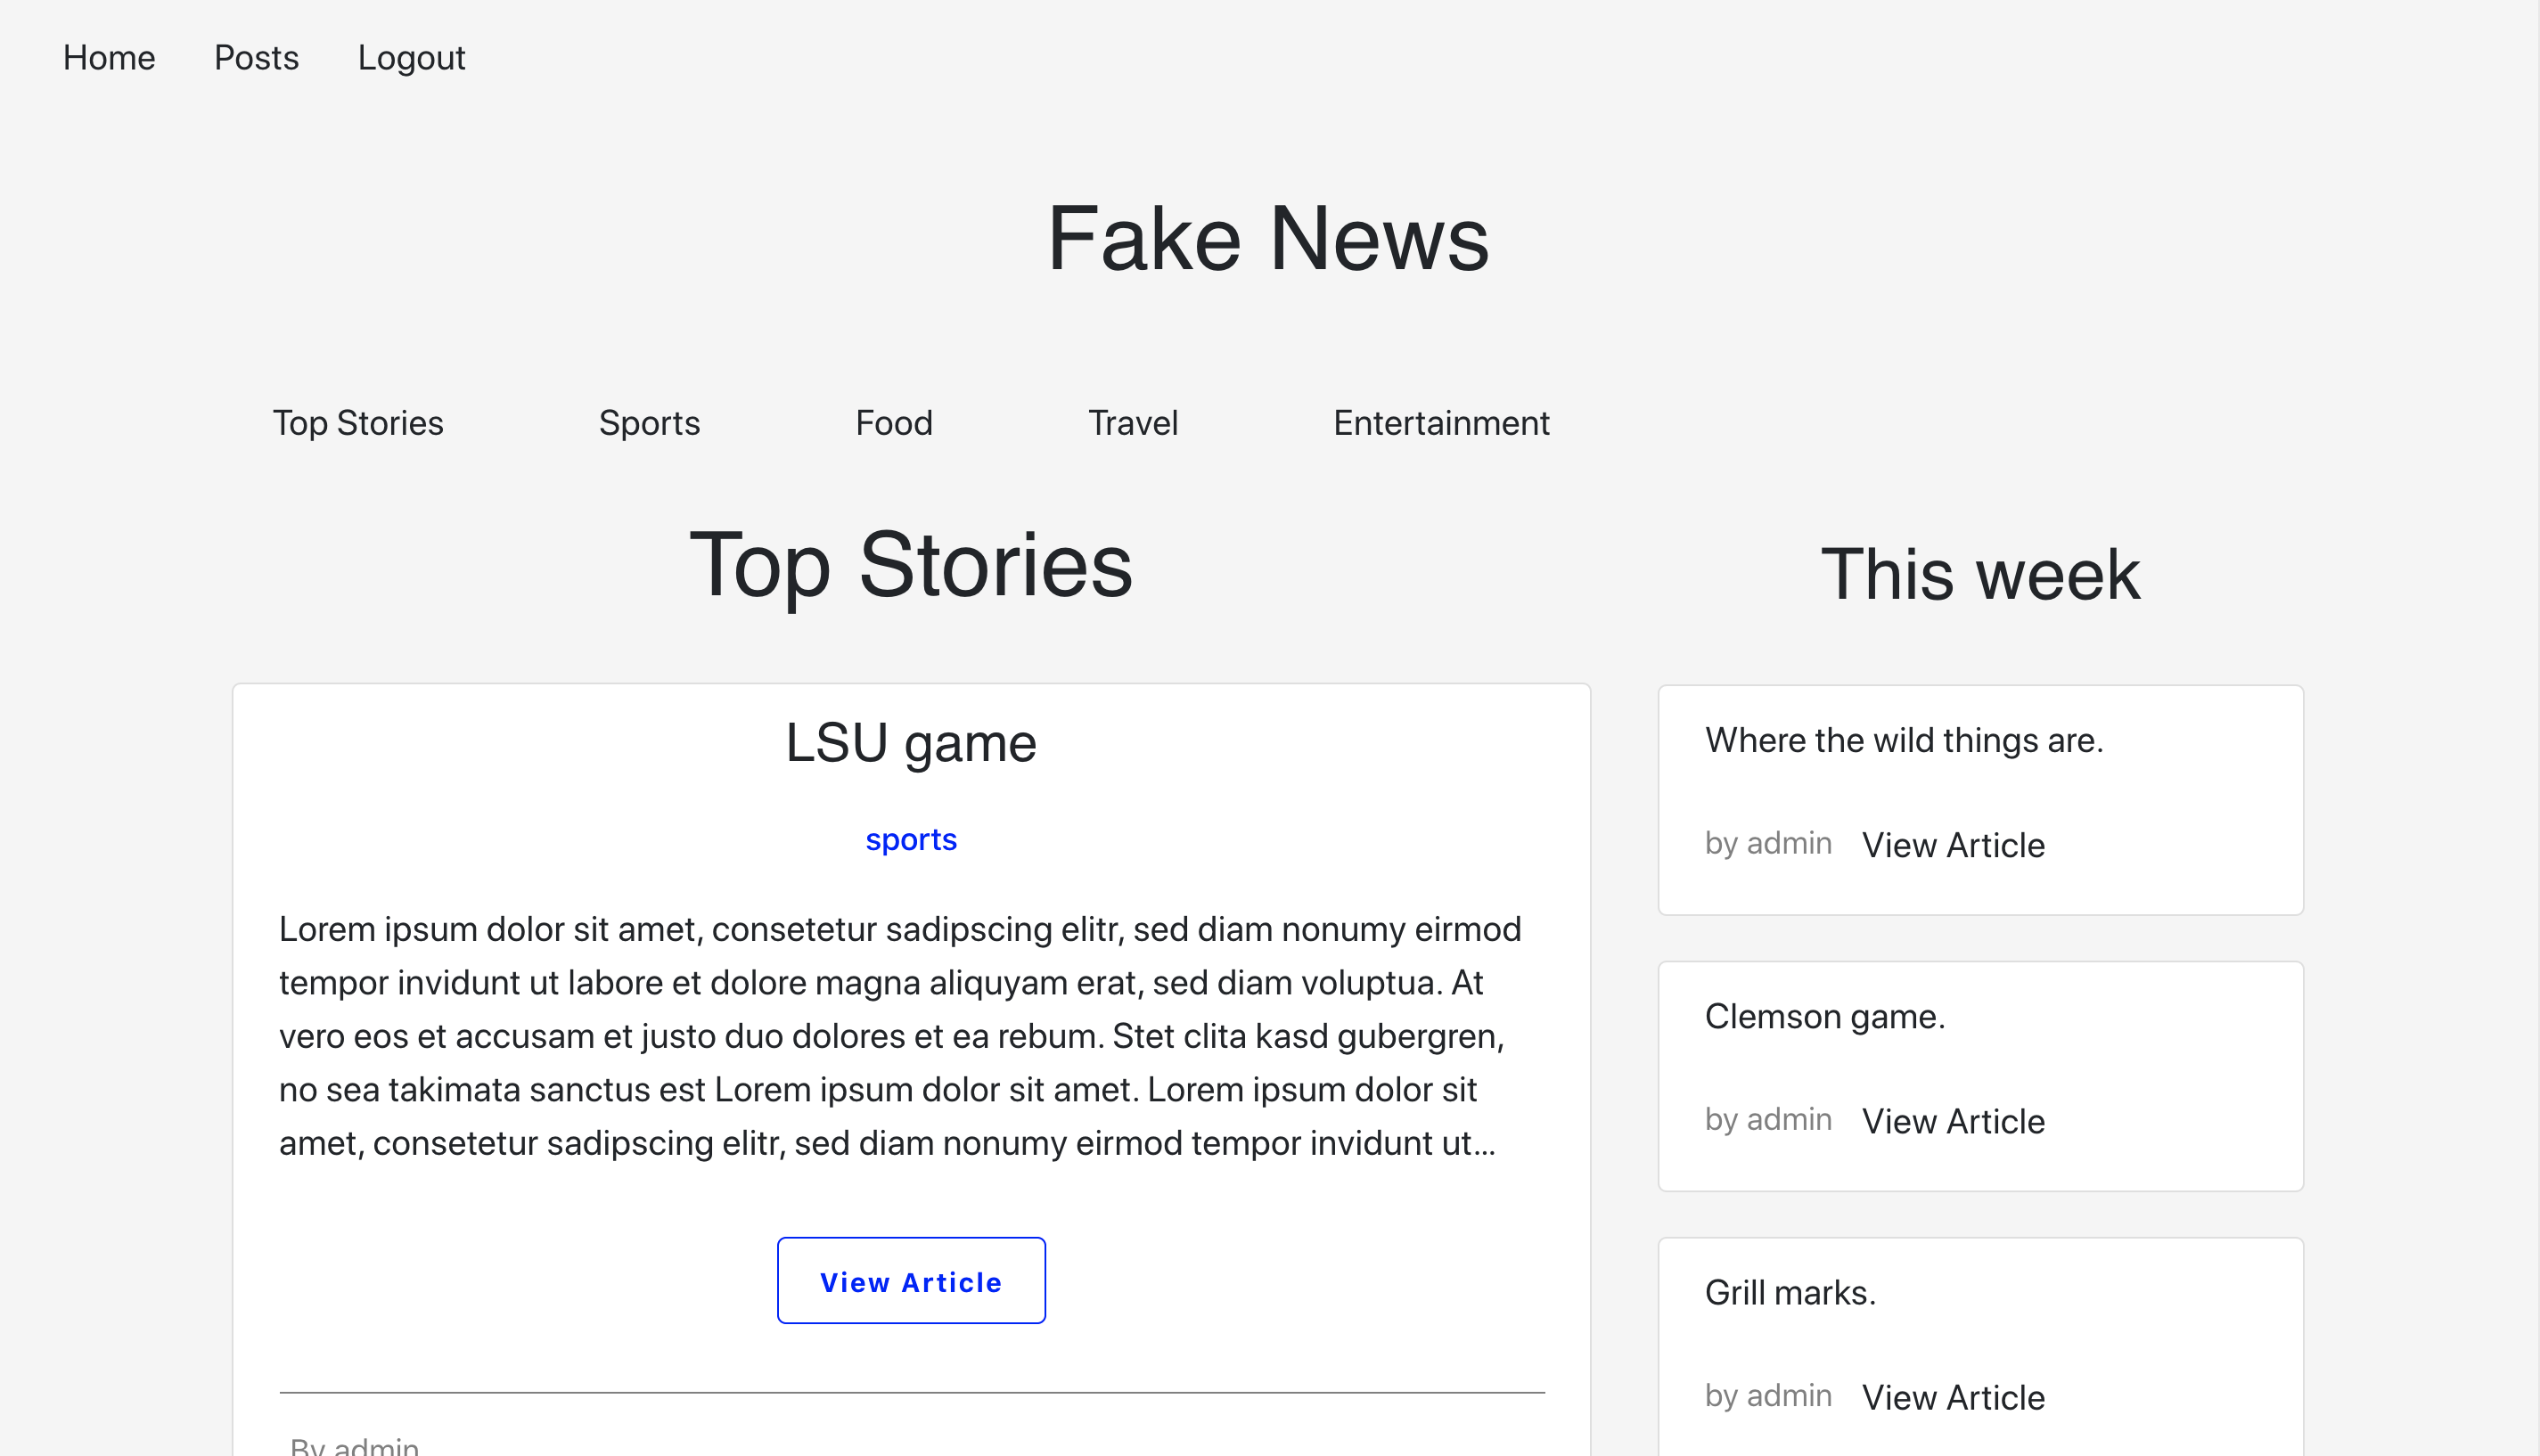 Home Posts Logout
Fake News
Top Stories Sports Food Travel Entertainment
Top Stories
LSU game
sports
Lorem ipsum dolor sit amet, consetetur sadipscing elitr, sed diam nonumy eirmod
tempor invidunt ut labore et dolore magna aliquyam erat, sed diam voluptua. At
vero eos et accusam et justo duo dolores et ea rebum. Stet clita kasd gubergren,
no sea takimata sanctus est Lorem ipsum dolor sit amet. Lorem ipsum dolor sit
amet, consetetur sadipscing elitr, sed diam nonumy eirmod tempor invidunt ut...
View Article
By admin
This week
Where the wild things are.
by admin View Article
Clemson game.
by admin View Article
Grill marks.
by admin View Article